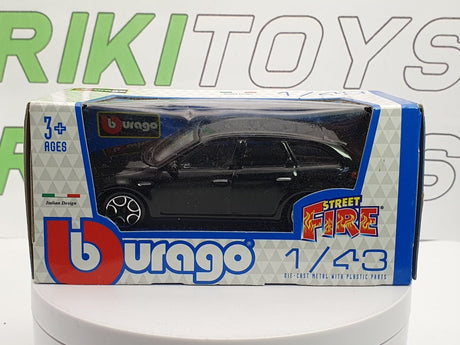 RIKITOYS
3+
AGES
burago
Italian Design
STREET
FIRE
burago
1/43
DIE-CAST METAL WITH PLASTIC PARTS